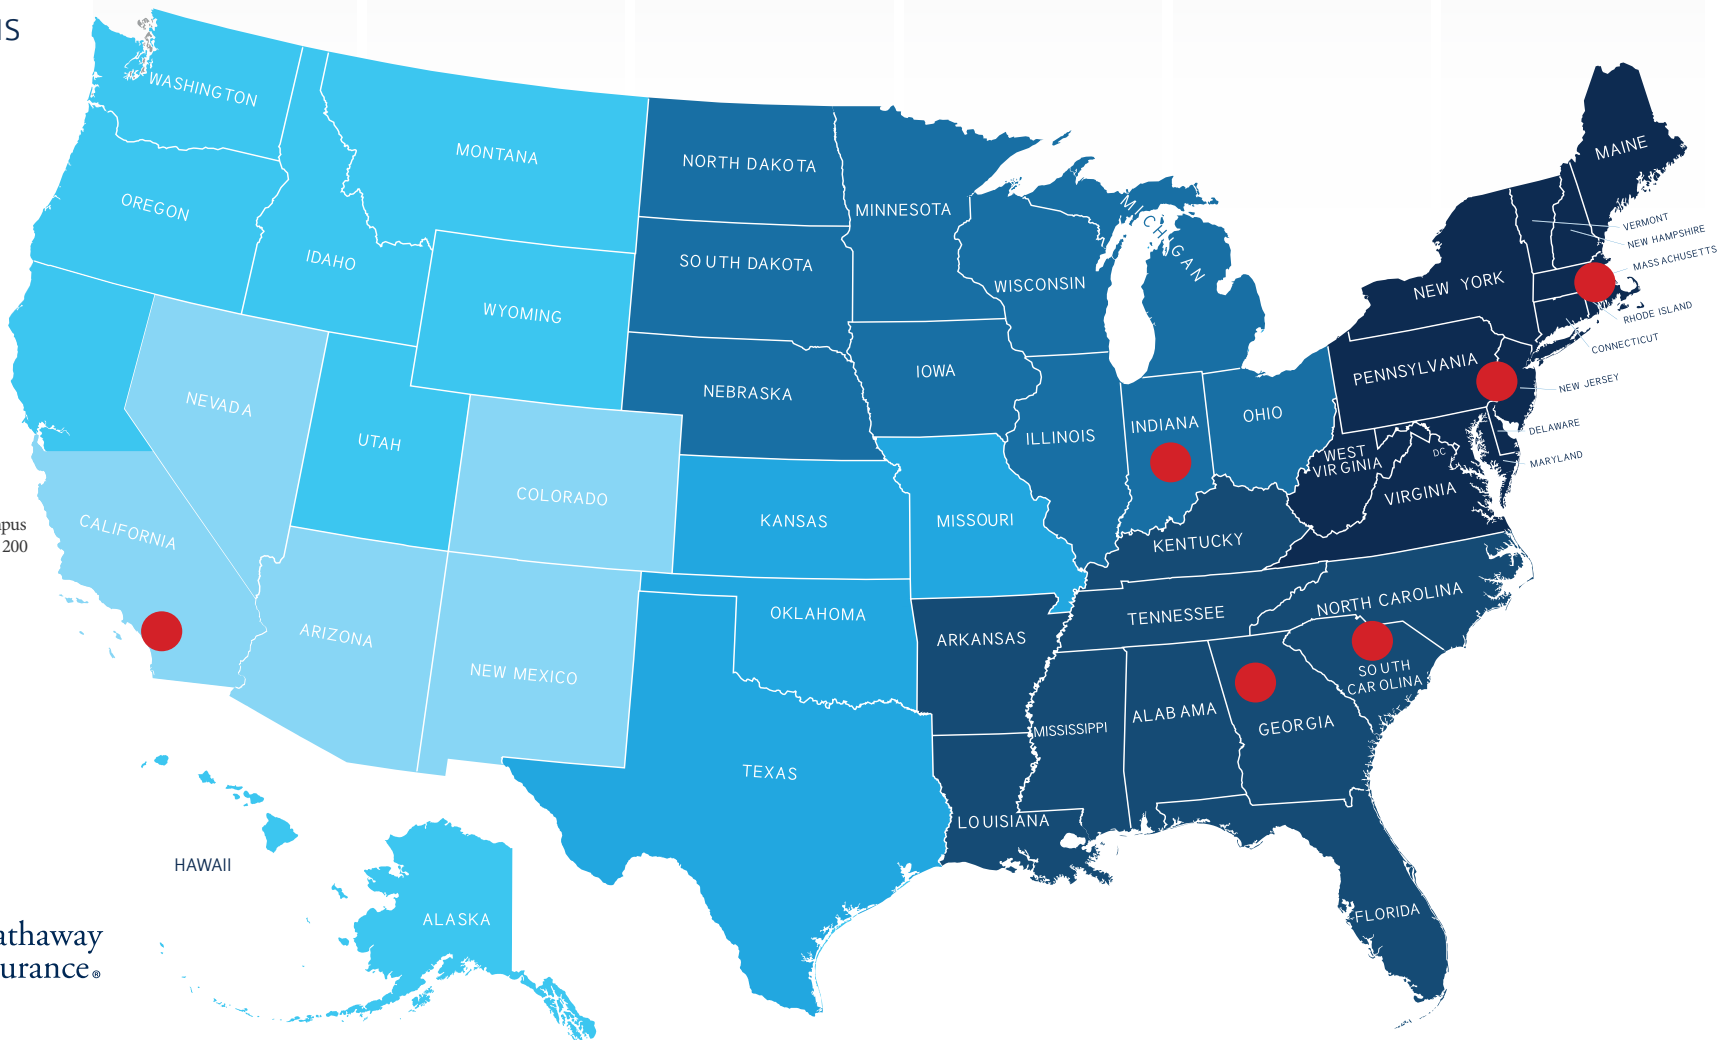 IS
WASHINGTON
MONTANA
NORTH DAKOTA
MINNESOTA
MICHIGAN
MAINE
VERMONT
NEW HAMPSHIRE
MASSACHUSETTS
OREGON
IDAHO
SOUTH DAKOTA
WISCONSIN
NEW YORK
RHODE ISLAND
CONNECTICUT
WYOMING
IOWA
PENNSYLVANIA
NEW JERSEY
NEVADA
NEBRASKA
ILLINOIS
INDIANA
OHIO
DELAWARE
UTAH
WEST
VIRGINIA
DC
MARYLAND
COLORADO
KANSAS
MISSOURI
VIRGINIA
CALIFORNIA
KENTUCKY
pus
200
ARIZONA
OKLAHOMA
ARKANSAS
TENNESSEE
NORTH CAROLINA
NEW MEXICO
SOUTH
CAROLINA
MISSISSIPPI
ALABAMA
GEORGIA
TEXAS
LOUISIANA
HAWAII
ALASKA
FLORIDA
athaway
urance®